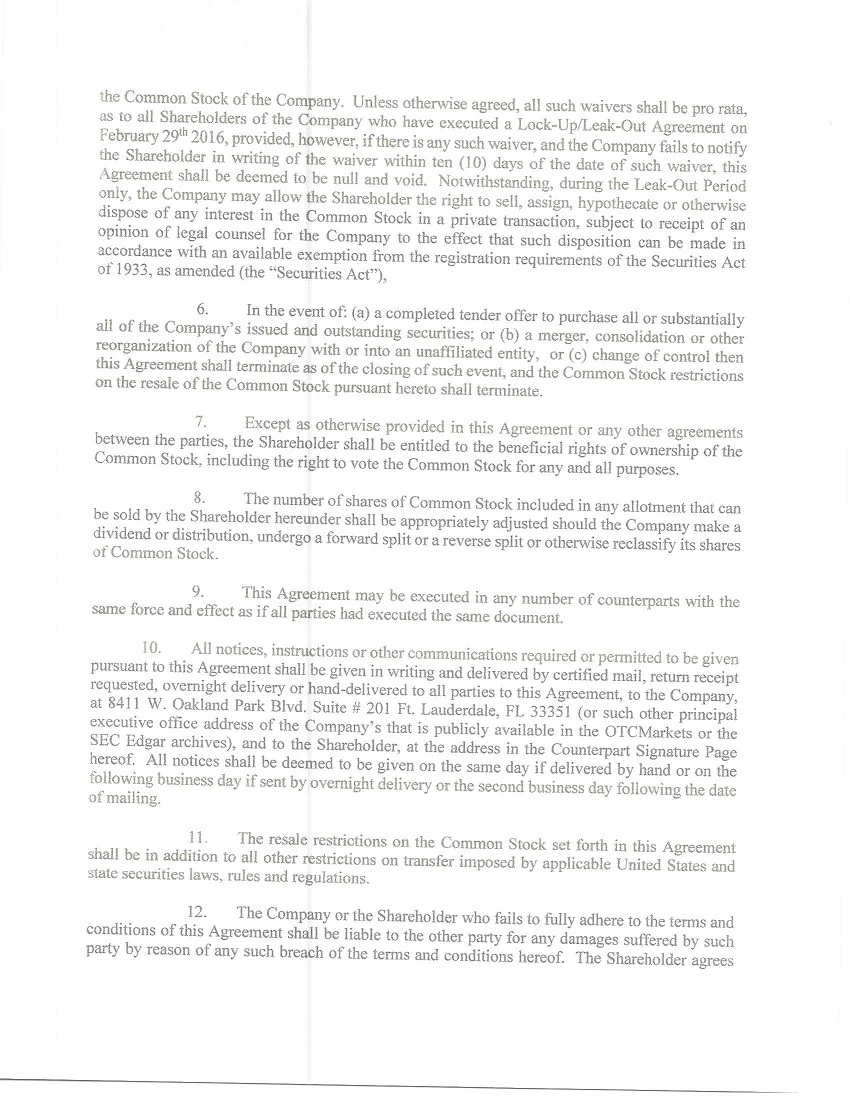 the Common Stock of the Company. Unless otherwise agreed, all such waivers shall be pro rata,
as to all Shareholders of the Company who have executed a Lock-Up/Leak-Out Agreement on
February 29th 2016, provided, however, if there is any such waiver, and the Company fails to notify
the Shareholder in writing of the waiver within ten (10) days of the date of such waiver, this
Agreement shall be deemed to be null and void. Notwithstanding, during the Leak-Out Period
only, the Company may allow the Shareholder the right to sell, assign, hypothecate or otherwise
dispose of any interest in the Common Stock in a private transaction, subject to receipt of an
opinion of legal counsel for the Company to the effect that such disposition can be made in
accordance with an available exemption from the registration requirements of the Securities Act
of 1933, as amended (the “Securities Act”),
6. In the event of: (a) a completed tender offer to purchase all or substantially
all of the Company’s issued and outstanding securities; or (b) a merger, consolidation or other
reorganization of the Company with or into an unaffiliated entity, or (c) change of control then
this Agreement shall terminate as of the closing of such event, and the Common Stock restrictions
on the resale of the Common Stock pursuant hereto shall terminate.
7. Except as otherwise provided in this Agreement or any other agreements
between the parties, the Shareholder shall be entitled to the beneficial rights of ownership of the
Common Stock, including the right to vote the Common Stock for any and all purposes.
8. The number of shares of Common Stock included in any allotment that can
be sold by the Shareholder hereunder shall be appropriately adjusted should the Company make a
dividend or distribution, undergo a forward split or a reverse split or otherwise reclassify its shares
of Common Stock.
9. This Agreement may be executed in any number of counterparts with the
same force and effect as if all parties had executed the same document.
10. All notices, instructions or other communications required or permitted to be given
pursuant to this Agreement shall be given in writing and delivered by certified mail, return receipt
requested, overnight delivery or hand-delivered to all parties to this Agreement, to the Company,
at 8411 W. Oakland Park Blvd. Suite # 201 Ft. Lauderdale, FL 33351 (or such other principal
executive office address of the Company’s that is publicly available in the OTCMarkets or the
SEC Edgar archives), and to the Shareholder, at the address in the Counterpart Signature Page
hereof. All notices shall be deemed to be given on the same day if delivered by hand or on the
following business day if sent by overnight delivery or the second business day following the date
of mailing.
11. The resale restrictions on the Common Stock set forth in this Agreement
shall be in addition to all other restrictions on transfer imposed by applicable United States and
state securities laws, rules and regulations.
12. The Company or the Shareholder who fails to fully adhere to the terms and
conditions of this Agreement shall be liable to the other party for any damages suffered by such
party by reason of any such breach of the terms and conditions hereof. The Shareholder agrees